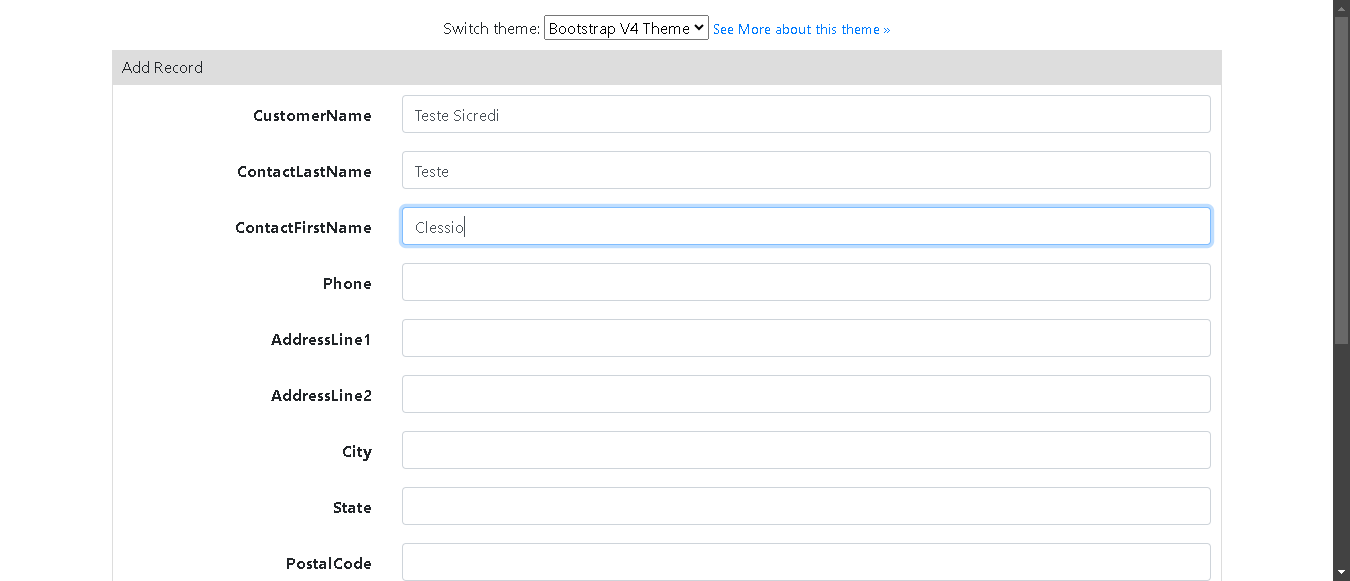 Switch theme: Bootstrap V4 Theme See More about this theme »
Add Record
CustomerName Teste Sicredi
ContactLastName Teste
ContactFirstName Clessio
Phone
AddressLine1
AddressLine2
City
State
PostalCode